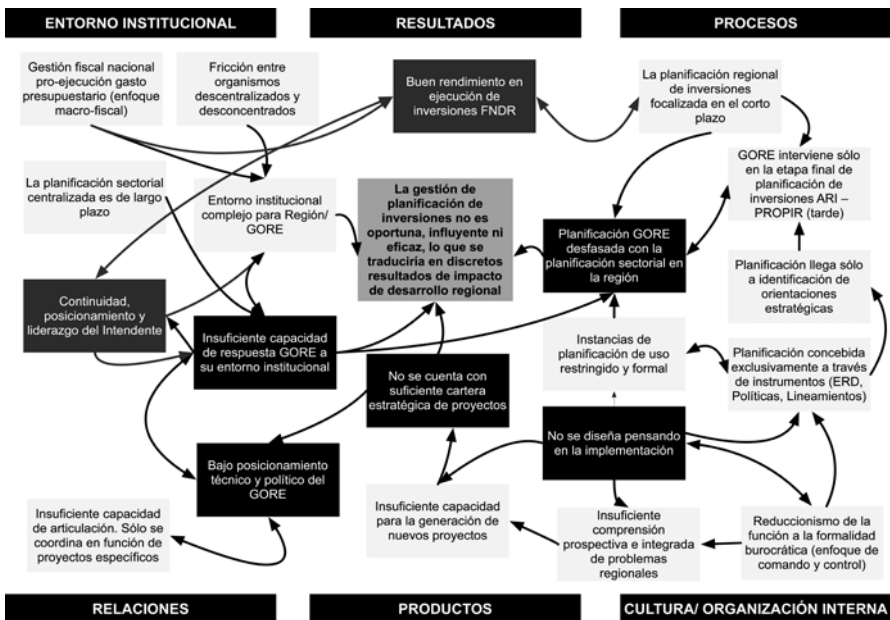 ENTORNO INSTITUCIONAL
RESULTADOS
PROCESOS
Gestión fiscal nacional
pro-ejecución gasto
presupuestario (enfoque
macro-fiscal)
Fricción entre
organismos
descentralizados y
desconcentrados
Buen rendimiento en
ejecución de
inversiones FNDR
La planificación regional
de inversiones
focalizada en el corto
plazo
La planificación sectorial
centralizada es de largo
plazo
Entorno institucional
complejo para Región/
GORE
La gestión de
planificación de
inversiones no es
oportuna, influyente ni
eficaz, lo que se
traduciría en discretos
resultados de impacto
de desarrollo regional
Planificación GORE
desfasada con la
planificación sectorial en
la región
GORE interviene sólo
en la etapa final de
planificación de
inversiones ARI –
PROPIR (tarde)
Planificación llega sólo
a identificación de
orientaciones
estratégicas
Continuidad,
posicionamiento y
liderazgo del Intendente
Insuficiente capacidad
de respuesta GORE a
su entorno institucional
Instancias de
planificación de uso
restringido y formal
Planificación concebida
exclusivamente a través
de instrumentos (ERD,
Políticas, Lineamientos)
No se cuenta con
suficiente cartera
estratégica de proyectos
No se diseña pensando
en la implementación
Bajo posicionamiento
técnico y político del
GORE
Insuficiente capacidad
de articulación. Sólo se
coordina en función de
proyectos específicos
Insuficiente capacidad
para la generación de
nuevos proyectos
Insuficiente
comprensión
prospectiva e integrada
de problemas
regionales
Reduccionismo de la
función a la formalidad
burocrática (enfoque de
comando y control)
RELACIONES
PRODUCTOS
CULTURA/ ORGANIZACIÓN INTERNA